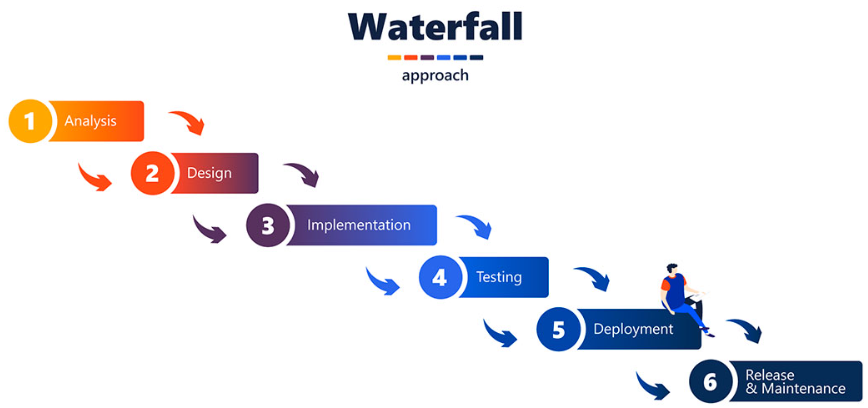 Waterfall
approach
1 Analysis
2 Design
3 Implementation
4 Testing
5 Deployment
6 Release
& Maintenance